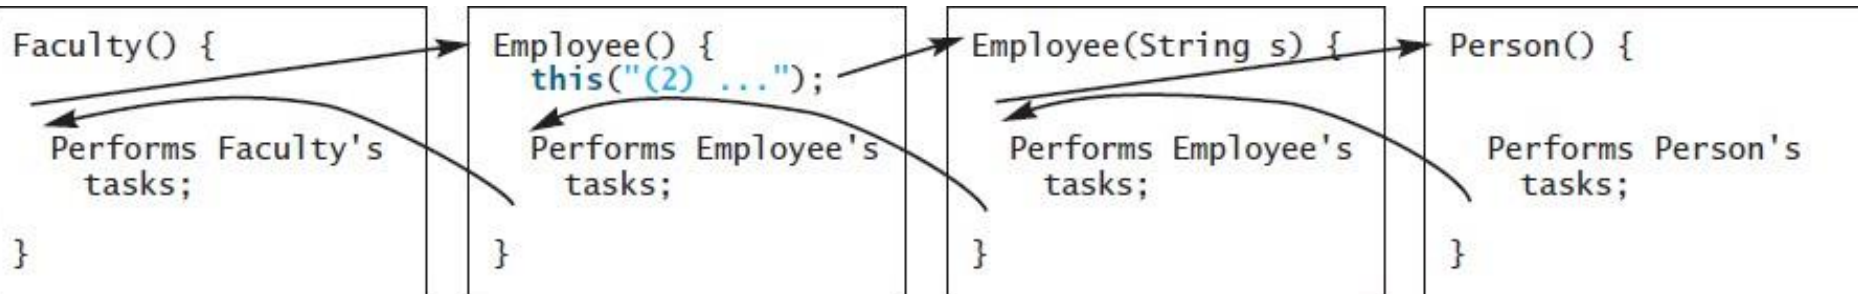 Faculty() {
Performs Faculty's
tasks;
}
Employee() {
this("(2) ...");
Performs Employee's
tasks;
}
Employee(String s) {
Performs Employee's
tasks;
}
Person() {
Performs Person's
tasks;
}